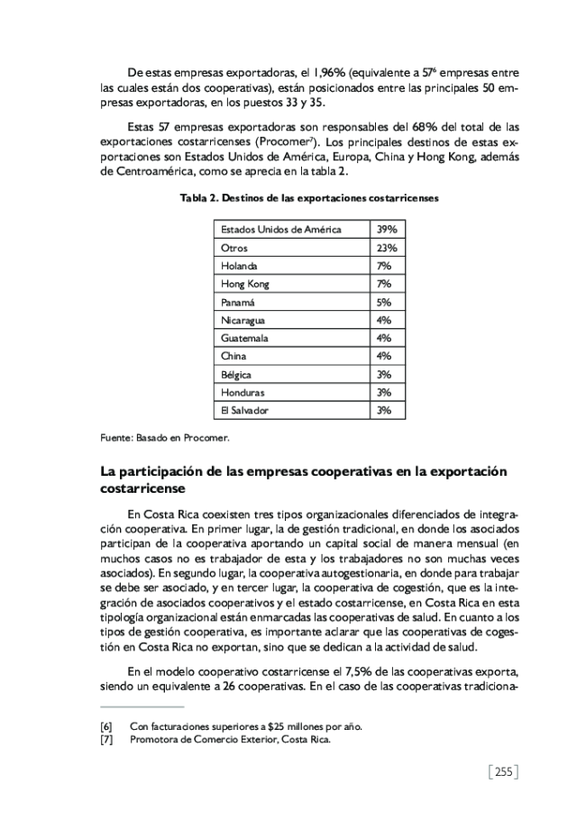 De estas empresas exportadoras, el 1,96% (equivalente a 57⁶ empresas entre
las cuales están dos cooperativas), están posicionados entre las principales 50 em-
presas exportadoras, en los puestos 33 y 35.
Estas 57 empresas exportadoras son responsables del 68% del total de las
exportaciones costarricenses (Procomer⁷). Los principales destinos de estas ex-
portaciones son Estados Unidos de América, Europa, China y Hong Kong, además
de Centroamérica, como se aprecia en la tabla 2.
Tabla 2. Destinos de las exportaciones costarricenses
Estados Unidos de América 39%
Otros 23%
Holanda 7%
Hong Kong 7%
Panamá 5%
Nicaragua 4%
Guatemala 4%
China 4%
Bélgica 3%
Honduras 3%
El Salvador 3%
Fuente: Basado en Procomer.
La participación de las empresas cooperativas en la exportación
costarricense
En Costa Rica coexisten tres tipos organizacionales diferenciados de integra-
ción cooperativa. En primer lugar, la de gestión tradicional, en donde los asociados
participan de la cooperativa aportando un capital social de manera mensual (en
muchos casos no es trabajador de esta y los trabajadores no son muchas veces
asociados). En segundo lugar, la cooperativa autogestionaria, en donde para trabajar
se debe ser asociado, y en tercer lugar, la cooperativa de cogestión, que es la inte-
gración de asociados cooperativos y el estado costarricense, en Costa Rica en esta
tipología organizacional están enmarcadas las cooperativas de salud. En cuanto a los
tipos de gestión cooperativa, es importante aclarar que las cooperativas de coges-
tión en Costa Rica no exportan, sino que se dedican a la actividad de salud.
En el modelo cooperativo costarricense el 7,5% de las cooperativas exporta,
siendo un equivalente a 26 cooperativas. En el caso de las cooperativas tradiciona-
[6] Con facturaciones superiores a $25 millones por año.
[7] Promotora de Comercio Exterior, Costa Rica.
[255]